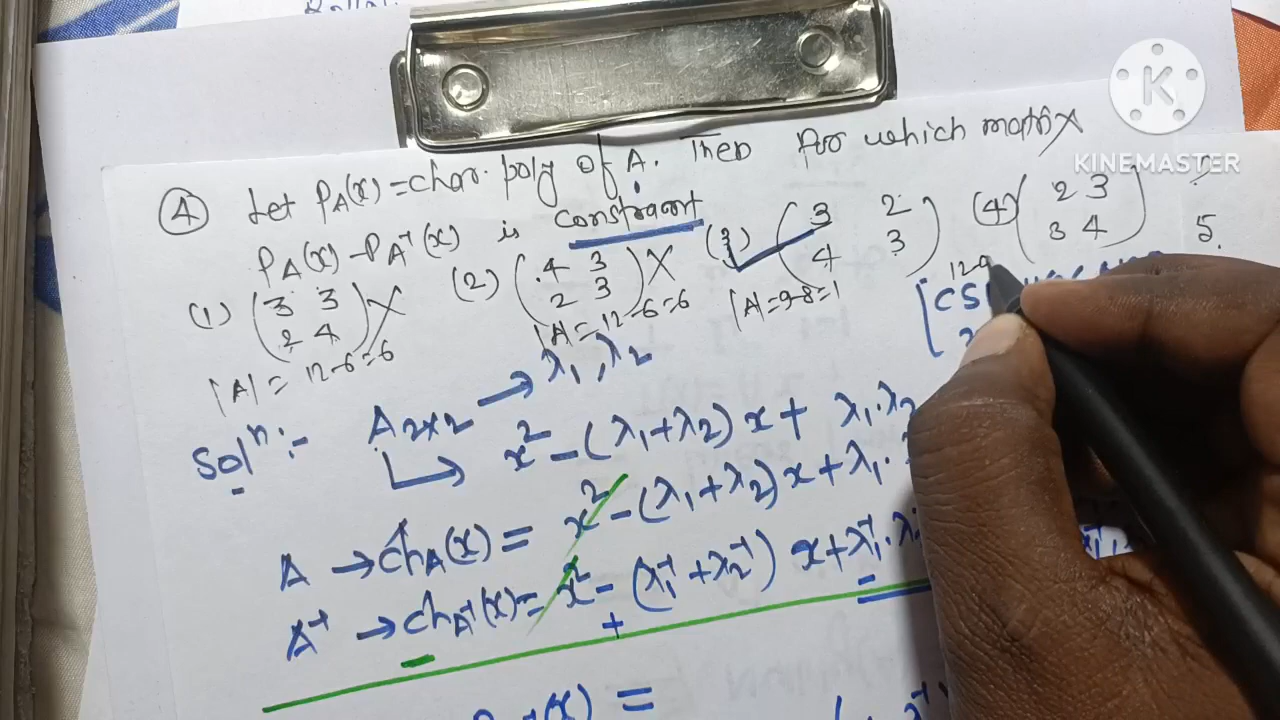 K
KINEMASTER
④ Let PA(x) = char. poly of A. Then for which matrix
PA(x) - PA⁻¹(x) is constraant ?
(1) (3 3 2 4) X (2) (4 3 2 3) X (3) ✓ (3 2 4 3) (4) (2 3 3 4) 5.
|A| = 12-6=6 |A| = 12-6=6 |A|=9-8=1
Solⁿ:- A2x2 → λ1, λ2
↳ x² - (λ1+λ2) x + λ1.λ2
A → chA(x) = x² - (λ1+λ2) x + λ1.
A⁻¹ → chA⁻¹(x) = x² - (λ1⁻¹ + λ2⁻¹) x + λ1⁻¹.
+